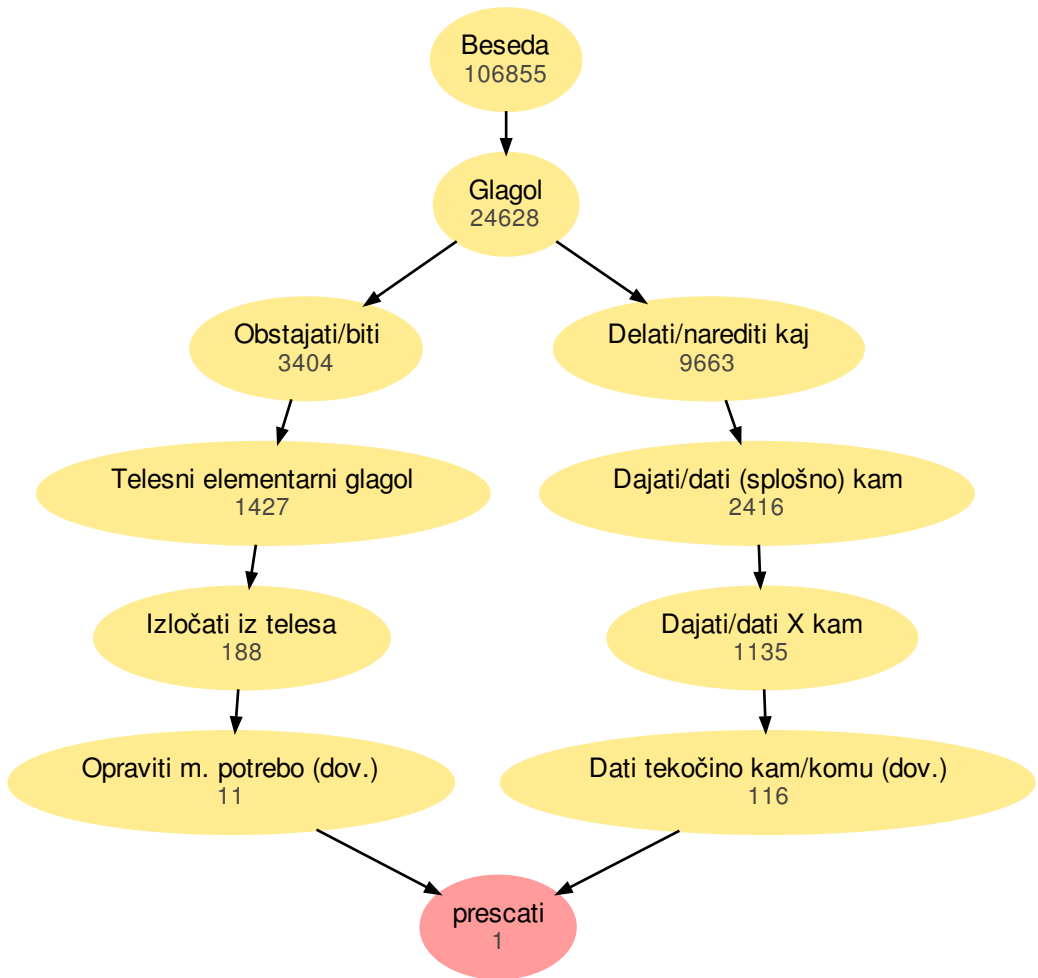 Beseda
106855
Glagol
24628
Obstajati/biti
3404
Delati/narediti kaj
9663
Telesni elementarni glagol
1427
Dajati/dati (splošno) kam
2416
Izločati iz telesa
188
Dajati/dati X kam
1135
Opraviti m. potrebo (dov.)
11
Dati tekočino kam/komu (dov.)
116
prescati
1